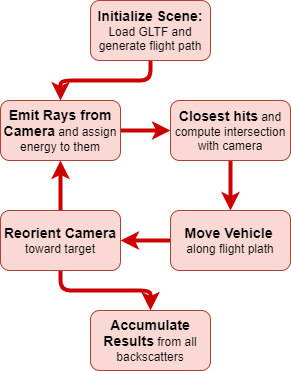 Initialize Scene:
Load GLTF and
generate flight path
Emit Rays from
Camera and assign
energy to them
Closest hits and
compute intersection
with camera
Reorient Camera
toward target
Move Vehicle
along flight plath
Accumulate
Results from all
backscatters